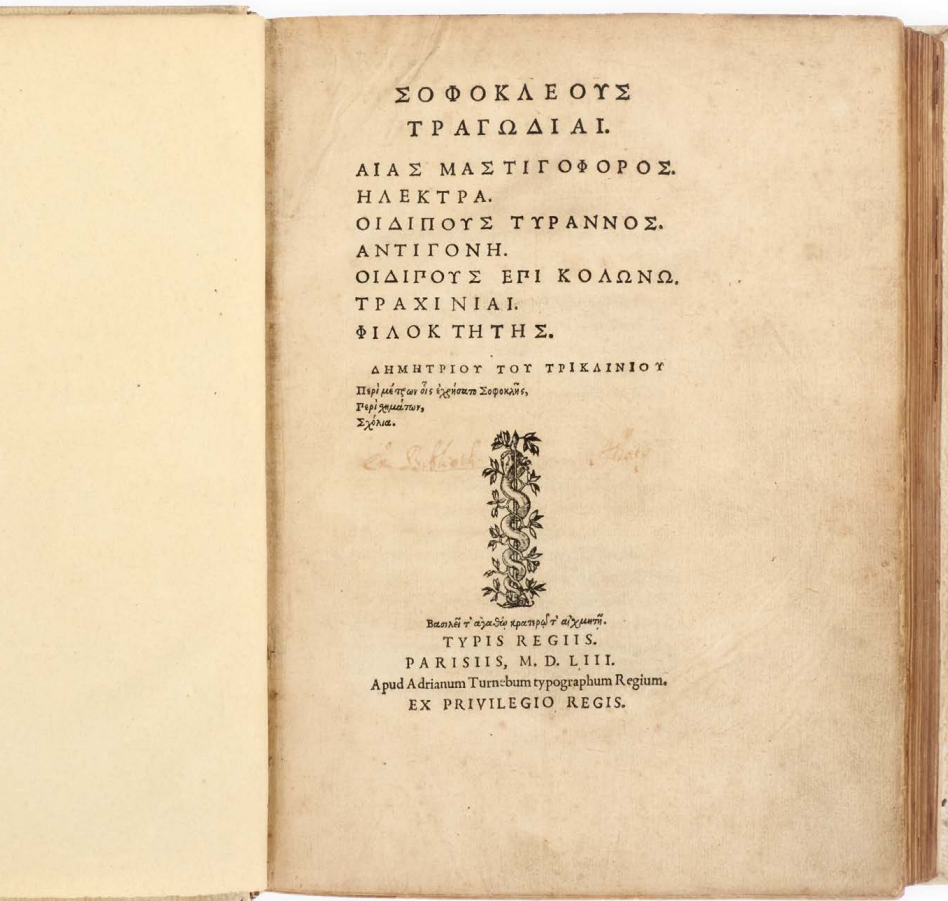 ΣΟΦΟΚΛΕΟΥΣ
ΤΡΑΓΩΔΙΑΙ.
ΑΙΑΣ ΜΑΣΤΙΓΟΦΟΡΟΣ.
ΗΛΕΚΤΡΑ.
ΟΙΔΙΠΟΥΣ ΤΥΡΑΝΝΟΣ.
ΑΝΤΙΓΟΝΗ.
ΟΙΔΙΠΟΥΣ ΕΠΙ ΚΟΛΩΝΩ.
ΤΡΑΧΙΝΙΑΙ.
ΦΙΛΟΚΤΗΤΗΣ.
ΔΗΜΗΤΡΙΟΥ ΤΟΥ ΤΡΙΚΛΙΝΙΟΥ
Περὶ μέτρων οἷς ἐχρήσατο Σοφοκλῆς,
Περὶ σχημάτων,
Σχόλια.
Βασιλεῖ τ' ἀγαθῷ κρατερῷ τ' αἰχμητῇ.
TYPIS REGIIS.
PARISIIS, M. D. LIII.
Apud Adrianum Turnebum typographum Regium.
EX PRIVILEGIO REGIS.